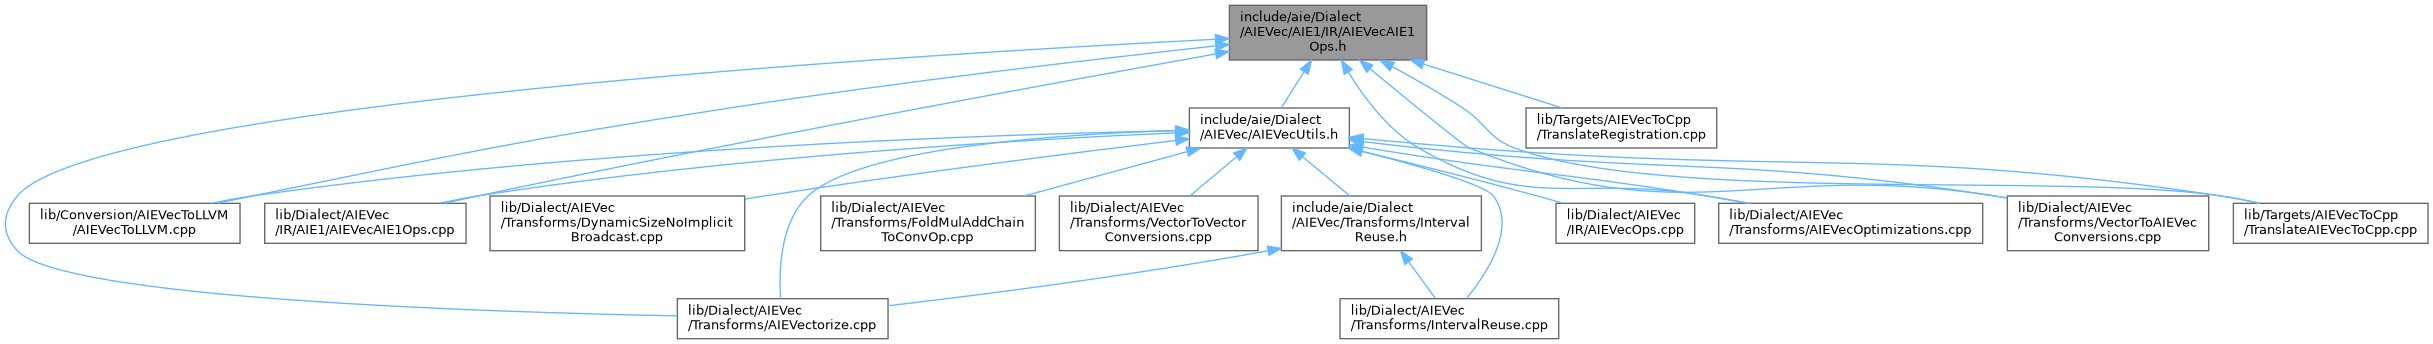 include/aie/Dialect
/AIEVec/AIE1/IR/AIEVecAIE1
Ops.h
include/aie/Dialect
/AIEVec/AIEVecUtils.h
lib/Targets/AIEVecToCpp
/TranslateRegistration.cpp
lib/Conversion/AIEVecToLLVM
/AIEVecToLLVM.cpp
lib/Dialect/AIEVec
/IR/AIE1/AIEVecAIE1Ops.cpp
lib/Dialect/AIEVec
/Transforms/DynamicSizeNoImplicit
Broadcast.cpp
lib/Dialect/AIEVec
/Transforms/FoldMulAddChain
ToConvOp.cpp
lib/Dialect/AIEVec
/Transforms/VectorToVector
Conversions.cpp
include/aie/Dialect
/AIEVec/Transforms/Interval
Reuse.h
lib/Dialect/AIEVec
/IR/AIEVecOps.cpp
lib/Dialect/AIEVec
/Transforms/AIEVecOptimizations.cpp
lib/Dialect/AIEVec
/Transforms/VectorToAIEVec
Conversions.cpp
lib/Targets/AIEVecToCpp
/TranslateAIEVecToCpp.cpp
lib/Dialect/AIEVec
/Transforms/AIEVectorize.cpp
lib/Dialect/AIEVec
/Transforms/IntervalReuse.cpp